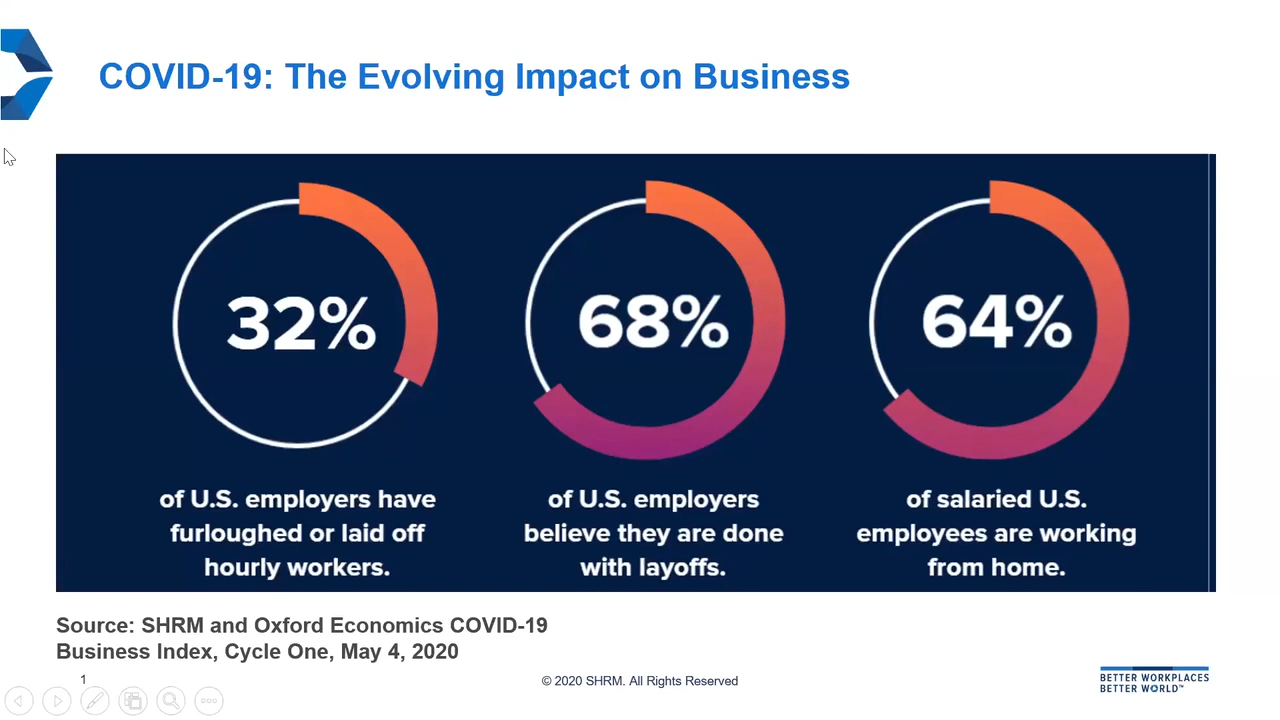 COVID-19: The Evolving Impact on Business
32%
68%
64%
of U.S. employers have
furloughed or laid off
hourly workers.
of U.S. employers
believe they are done
with layoffs.
of salaried U.S.
employees are working
from home.
Source: SHRM and Oxford Economics COVID-19
Business Index, Cycle One, May 4, 2020
1
© 2020 SHRM. All Rights Reserved
BETTER WORKPLACES
BETTER WORLD™